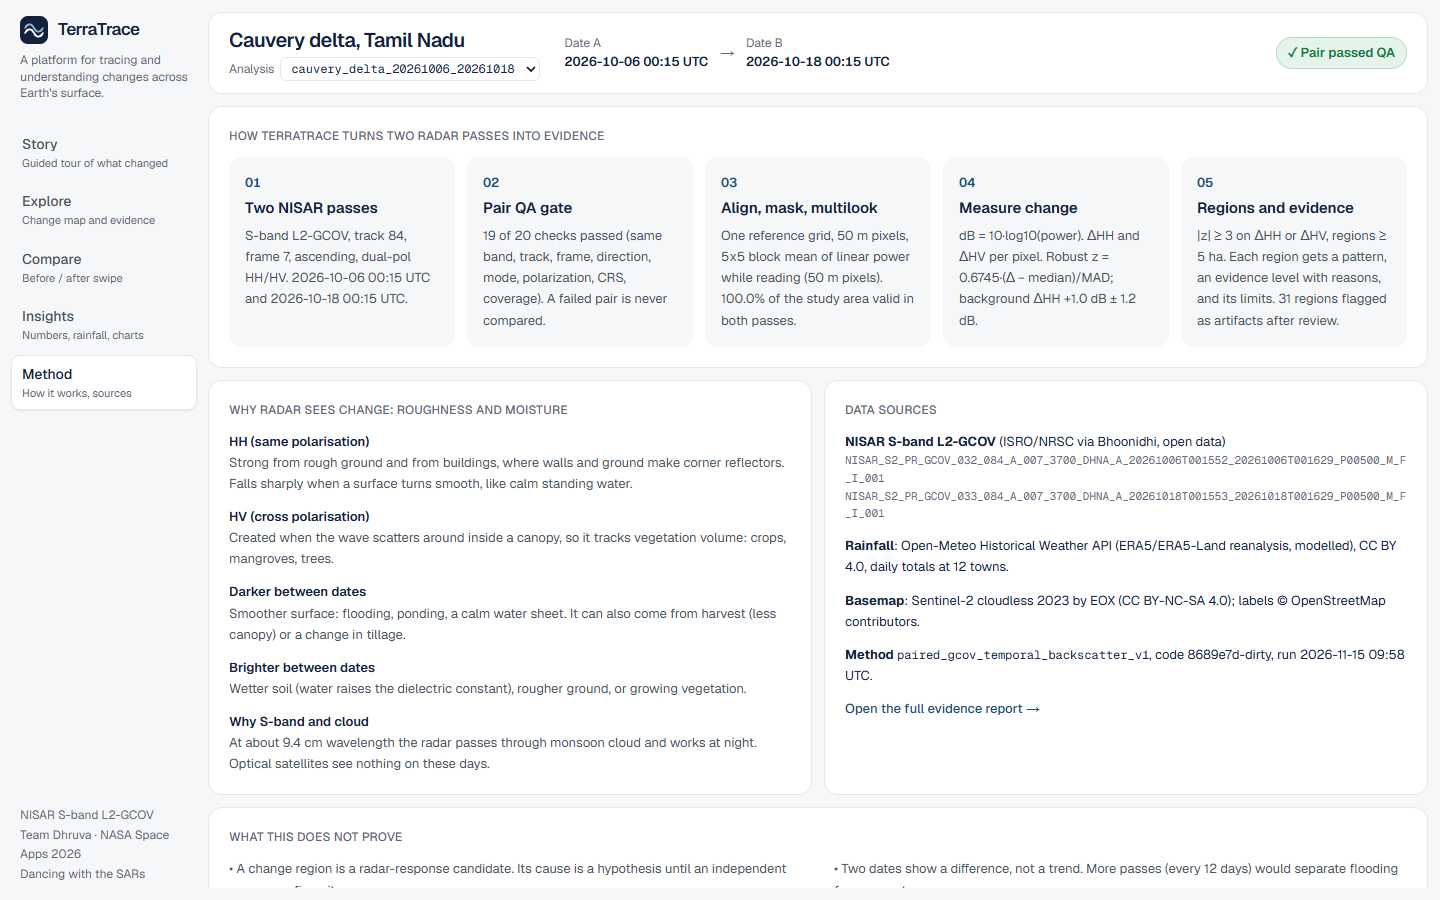 TerraTrace
A platform for tracing and
understanding changes across
Earth's surface.
Story
Guided tour of what changed
Explore
Change map and evidence
Compare
Before / after swipe
Insights
Numbers, rainfall, charts
Method
How it works, sources
NISAR S-band L2-GCOV
Team Dhruva · NASA Space
Apps 2026
Dancing with the SARs
Cauvery delta, Tamil Nadu
Analysis cauvery_delta_20261006_20261018
Date A
2026-10-06 00:15 UTC
→
Date B
2026-10-18 00:15 UTC
✓ Pair passed QA
HOW TERRATRACE TURNS TWO RADAR PASSES INTO EVIDENCE
01
Two NISAR passes
S-band L2-GCOV, track 84,
frame 7, ascending, dual-pol
HH/HV. 2026-10-06 00:15 UTC
and 2026-10-18 00:15 UTC.
02
Pair QA gate
19 of 20 checks passed (same
band, track, frame, direction,
mode, polarization, CRS,
coverage). A failed pair is never
compared.
03
Align, mask, multilook
One reference grid, 50 m pixels,
5x5 block mean of linear power
while reading (50 m pixels).
100.0% of the study area valid in
both passes.
04
Measure change
dB = 10·log10(power). ΔHH and
ΔHV per pixel. Robust z =
0.6745·(Δ − median)/MAD;
background ΔHH +1.0 dB ± 1.2
dB.
05
Regions and evidence
|z| ≥ 3 on ΔHH or ΔHV, regions ≥
5 ha. Each region gets a pattern,
an evidence level with reasons,
and its limits. 31 regions flagged
as artifacts after review.
WHY RADAR SEES CHANGE: ROUGHNESS AND MOISTURE
HH (same polarisation)
Strong from rough ground and from buildings, where walls and ground make corner reflectors.
Falls sharply when a surface turns smooth, like calm standing water.
HV (cross polarisation)
Created when the wave scatters around inside a canopy, so it tracks vegetation volume: crops,
mangroves, trees.
Darker between dates
Smoother surface: flooding, ponding, a calm water sheet. It can also come from harvest (less
canopy) or a change in tillage.
Brighter between dates
Wetter soil (water raises the dielectric constant), rougher ground, or growing vegetation.
Why S-band and cloud
At about 9.4 cm wavelength the radar passes through monsoon cloud and works at night.
Optical satellites see nothing on these days.
DATA SOURCES
NISAR S-band L2-GCOV (ISRO/NRSC via Bhoonidhi, open data)
NISAR_S2_PR_GCOV_032_084_A_007_3700_DHNA_A_20261006T001552_20261006T001629_P00500_M_F
_I_001
NISAR_S2_PR_GCOV_033_084_A_007_3700_DHNA_A_20261018T001553_20261018T001629_P00500_M_F
_I_001
Rainfall: Open-Meteo Historical Weather API (ERA5/ERA5-Land reanalysis, modelled), CC BY
4.0, daily totals at 12 towns.
Basemap: Sentinel-2 cloudless 2023 by EOX (CC BY-NC-SA 4.0); labels © OpenStreetMap
contributors.
Method paired_gcov_temporal_backscatter_v1, code 8689e7d-dirty, run 2026-11-15 09:58
UTC.
Open the full evidence report →
WHAT THIS DOES NOT PROVE
• A change region is a radar-response candidate. Its cause is a hypothesis until an independent
• Two dates show a difference, not a trend. More passes (every 12 days) would separate flooding